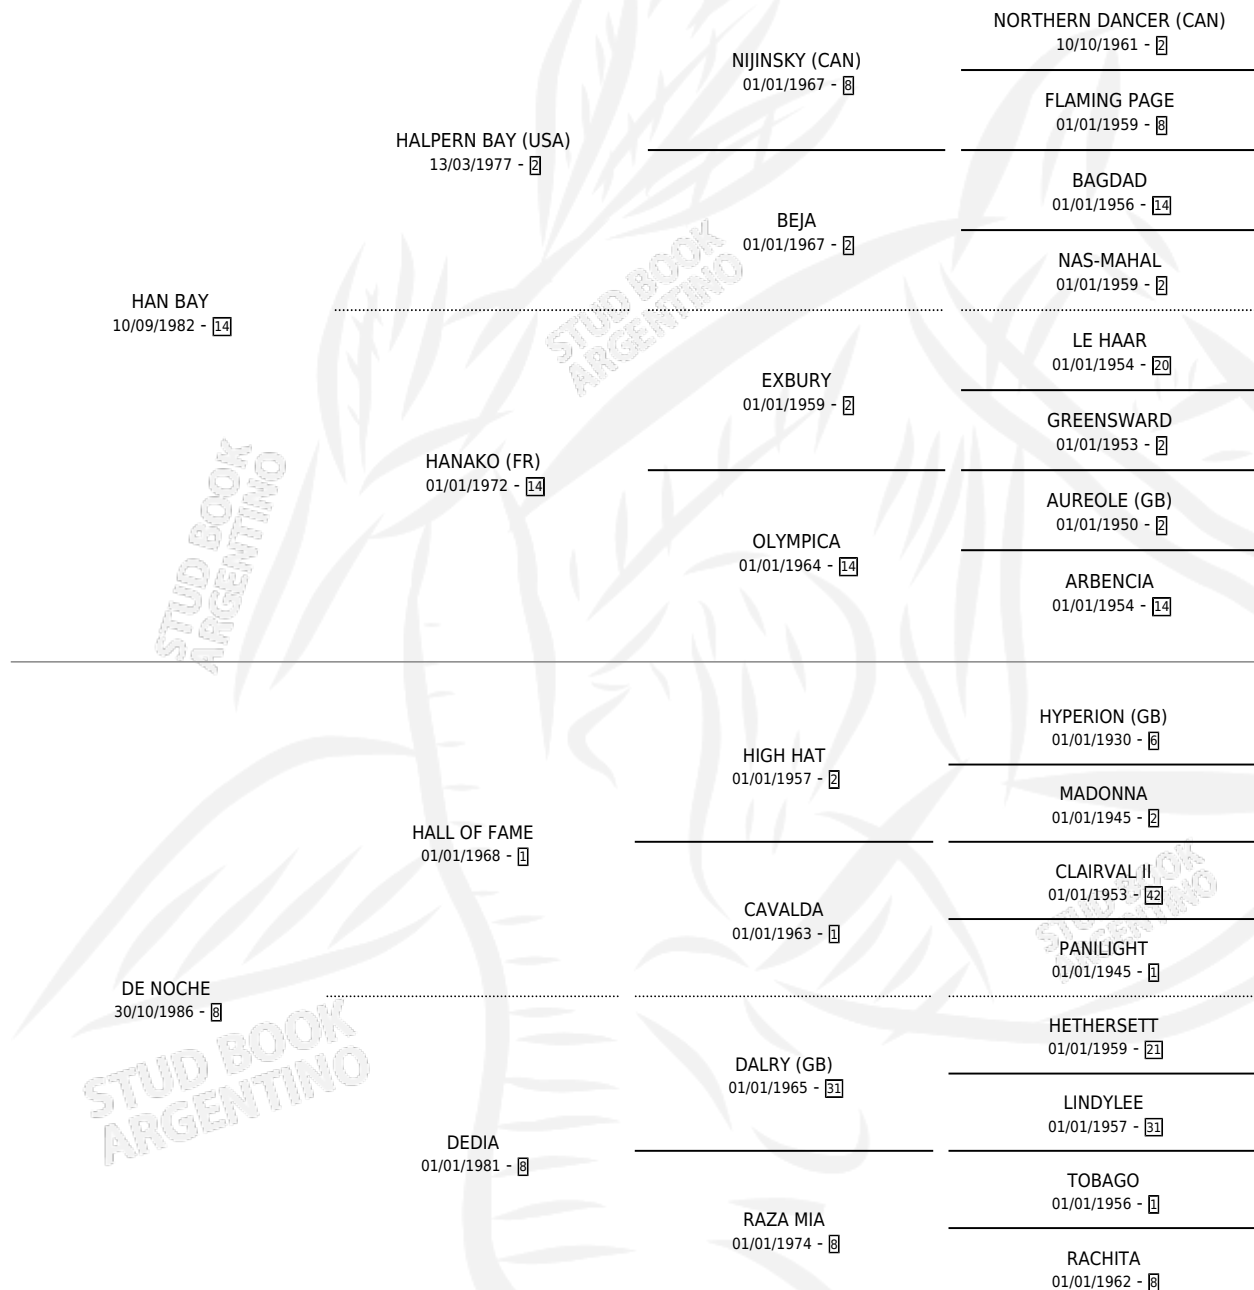 NORTHERN DANCER (CAN)
10/10/1961 - 2
NIJINSKY (CAN)
01/01/1967 - 8
FLAMING PAGE
01/01/1959 - 8
HALPERN BAY (USA)
13/03/1977 - 2
BAGDAD
01/01/1956 - 14
BEJA
01/01/1967 - 2
NAS-MAHAL
01/01/1959 - 2
HAN BAY
10/09/1982 - 14
LE HAAR
01/01/1954 - 20
EXBURY
01/01/1959 - 2
GREENSWARD
01/01/1953 - 2
HANAKO (FR)
01/01/1972 - 14
AUREOLE (GB)
01/01/1950 - 2
OLYMPICA
01/01/1964 - 14
ARBENCIA
01/01/1954 - 14
HYPERION (GB)
01/01/1930 - 6
HIGH HAT
01/01/1957 - 2
MADONNA
01/01/1945 - 2
HALL OF FAME
01/01/1968 - 1
CLAIRVAL II
01/01/1953 - 42
CAVALDA
01/01/1963 - 1
PANILIGHT
01/01/1945 - 1
DE NOCHE
30/10/1986 - 8
HETHERSETT
01/01/1959 - 21
DALRY (GB)
01/01/1965 - 31
LINDYLEE
01/01/1957 - 31
DEDIA
01/01/1981 - 8
TOBAGO
01/01/1956 - 1
RAZA MIA
01/01/1974 - 8
RACHITA
01/01/1962 - 8
STUD BOOK
ARGENTINO
STUD BOOK
ARGENTINO
STUD BOOK
ARGENTINO
STUD BOOK
ARGENTINO